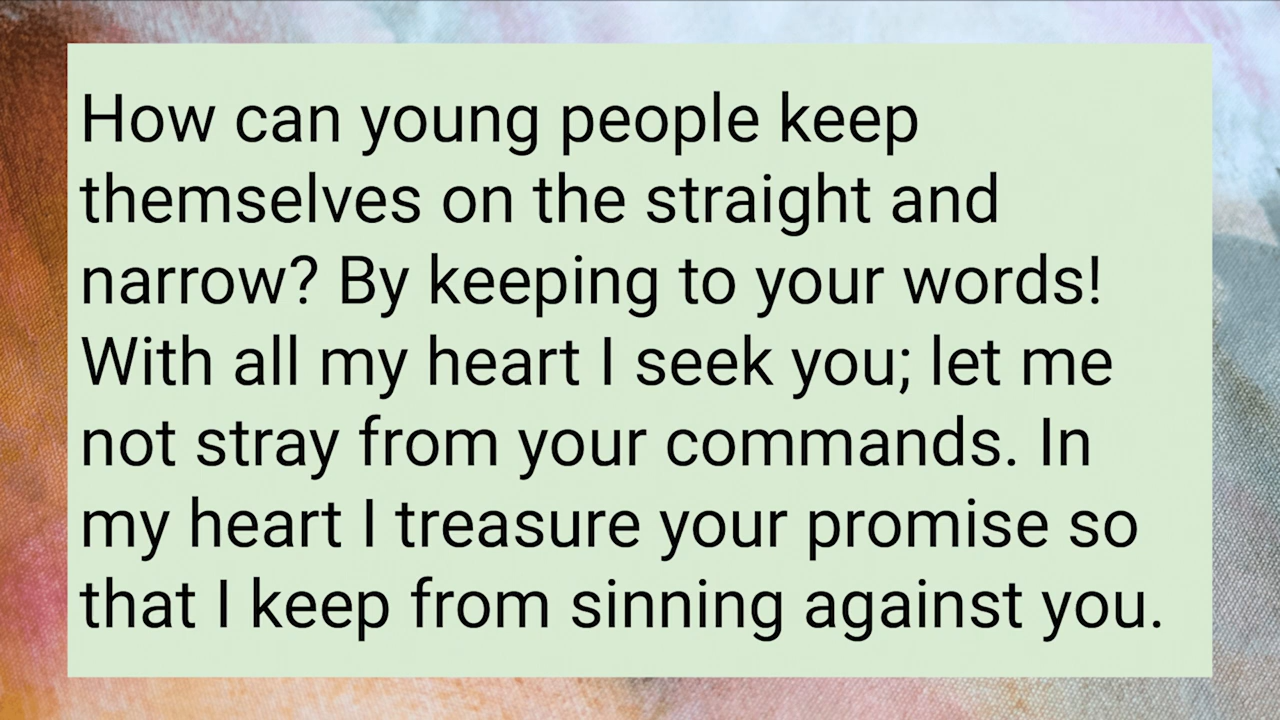 How can young people keep
themselves on the straight and
narrow? By keeping to your words!
With all my heart I seek you; let me
not stray from your commands. In
my heart I treasure your promise so
that I keep from sinning against you.